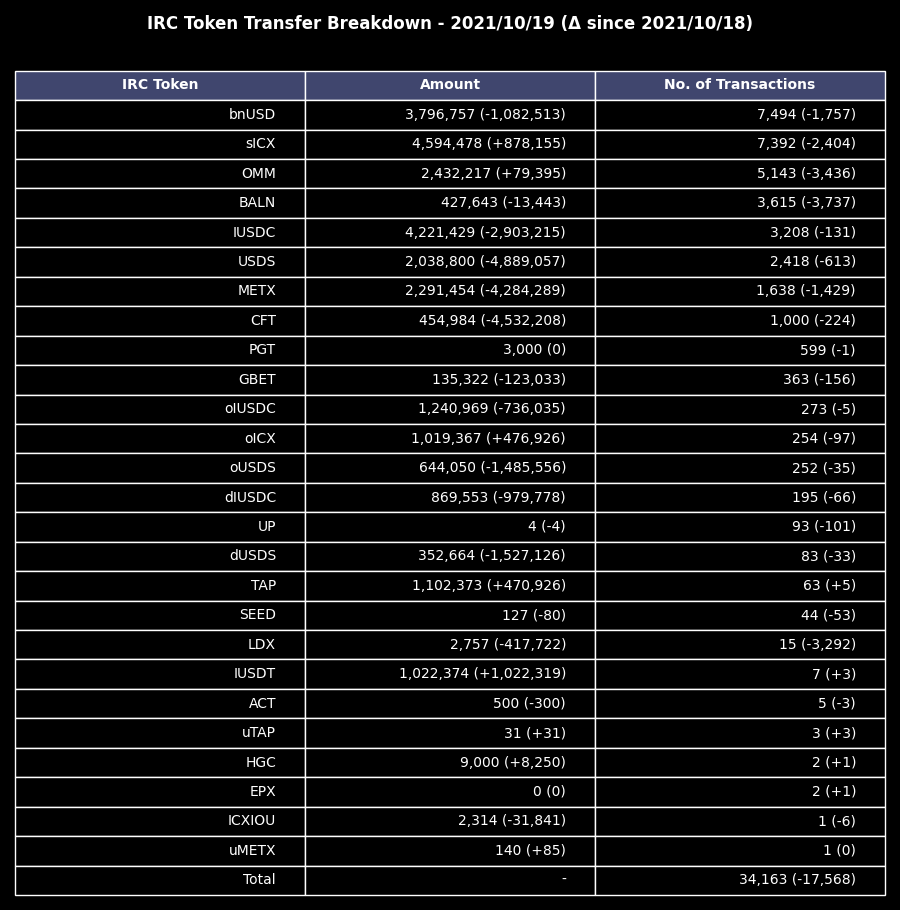 IRC Token Transfer Breakdown - 2021/10/19 (Δ since 2021/10/18)
IRC Token Amount No. of Transactions
bnUSD 3,796,757 (-1,082,513) 7,494 (-1,757)
sICX 4,594,478 (+878,155) 7,392 (-2,404)
OMM 2,432,217 (+79,395) 5,143 (-3,436)
BALN 427,643 (-13,443) 3,615 (-3,737)
IUSDC 4,221,429 (-2,903,215) 3,208 (-131)
USDS 2,038,800 (-4,889,057) 2,418 (-613)
METX 2,291,454 (-4,284,289) 1,638 (-1,429)
CFT 454,984 (-4,532,208) 1,000 (-224)
PGT 3,000 (0) 599 (-1)
GBET 135,322 (-123,033) 363 (-156)
oIUSDC 1,240,969 (-736,035) 273 (-5)
oICX 1,019,367 (+476,926) 254 (-97)
oUSDS 644,050 (-1,485,556) 252 (-35)
dIUSDC 869,553 (-979,778) 195 (-66)
UP 4 (-4) 93 (-101)
dUSDS 352,664 (-1,527,126) 83 (-33)
TAP 1,102,373 (+470,926) 63 (+5)
SEED 127 (-80) 44 (-53)
LDX 2,757 (-417,722) 15 (-3,292)
IUSDT 1,022,374 (+1,022,319) 7 (+3)
ACT 500 (-300) 5 (-3)
uTAP 31 (+31) 3 (+3)
HGC 9,000 (+8,250) 2 (+1)
EPX 0 (0) 2 (+1)
ICXIOU 2,314 (-31,841) 1 (-6)
uMETX 140 (+85) 1 (0)
Total - 34,163 (-17,568)